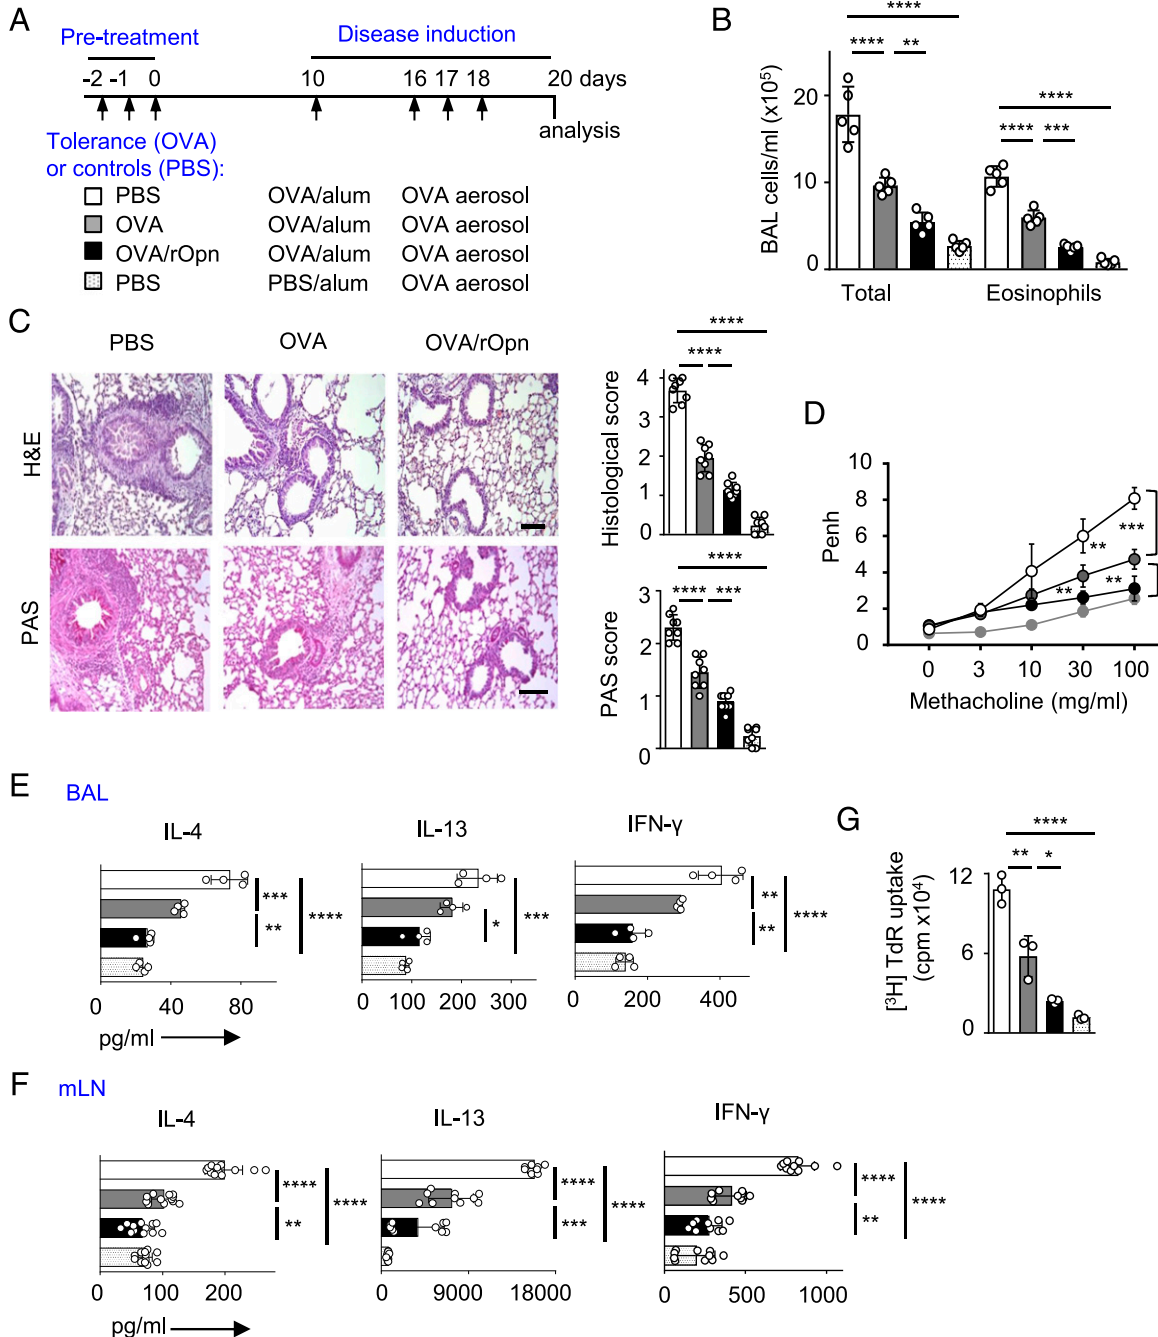 A
Pre-treatment
Disease induction
-2 -1 0 10 16 17 18 20 days
analysis
Tolerance (OVA)
or controls (PBS):
PBS OVA/alum OVA aerosol
OVA OVA/alum OVA aerosol
OVA/rOpn OVA/alum OVA aerosol
PBS PBS/alum OVA aerosol
B
****
**** **
****
**** ***
BAL cells/ml (x10⁵)
20
10
0
Total Eosinophils
C
PBS OVA OVA/rOpn
H&E
PAS
****
****
Histological score
4
3
2
1
0
****
**** ***
PAS score
3
2
1
0
D
Penh
10
8
6
4
2
0
***
**
**
**
0 3 10 30 100
Methacholine (mg/ml)
E BAL
IL-4 IL-13 IFN-γ
***
**
****
*
***
**
**
****
0 40 80
0 100 200 300
0 200 400
pg/ml
G
****
** *
[³H] TdR uptake
(cpm x10⁴)
12
6
0
F mLN
IL-4 IL-13 IFN-γ
****
**
****
****
***
****
****
**
****
0 100 200
0 9000 18000
0 500 1000
pg/ml